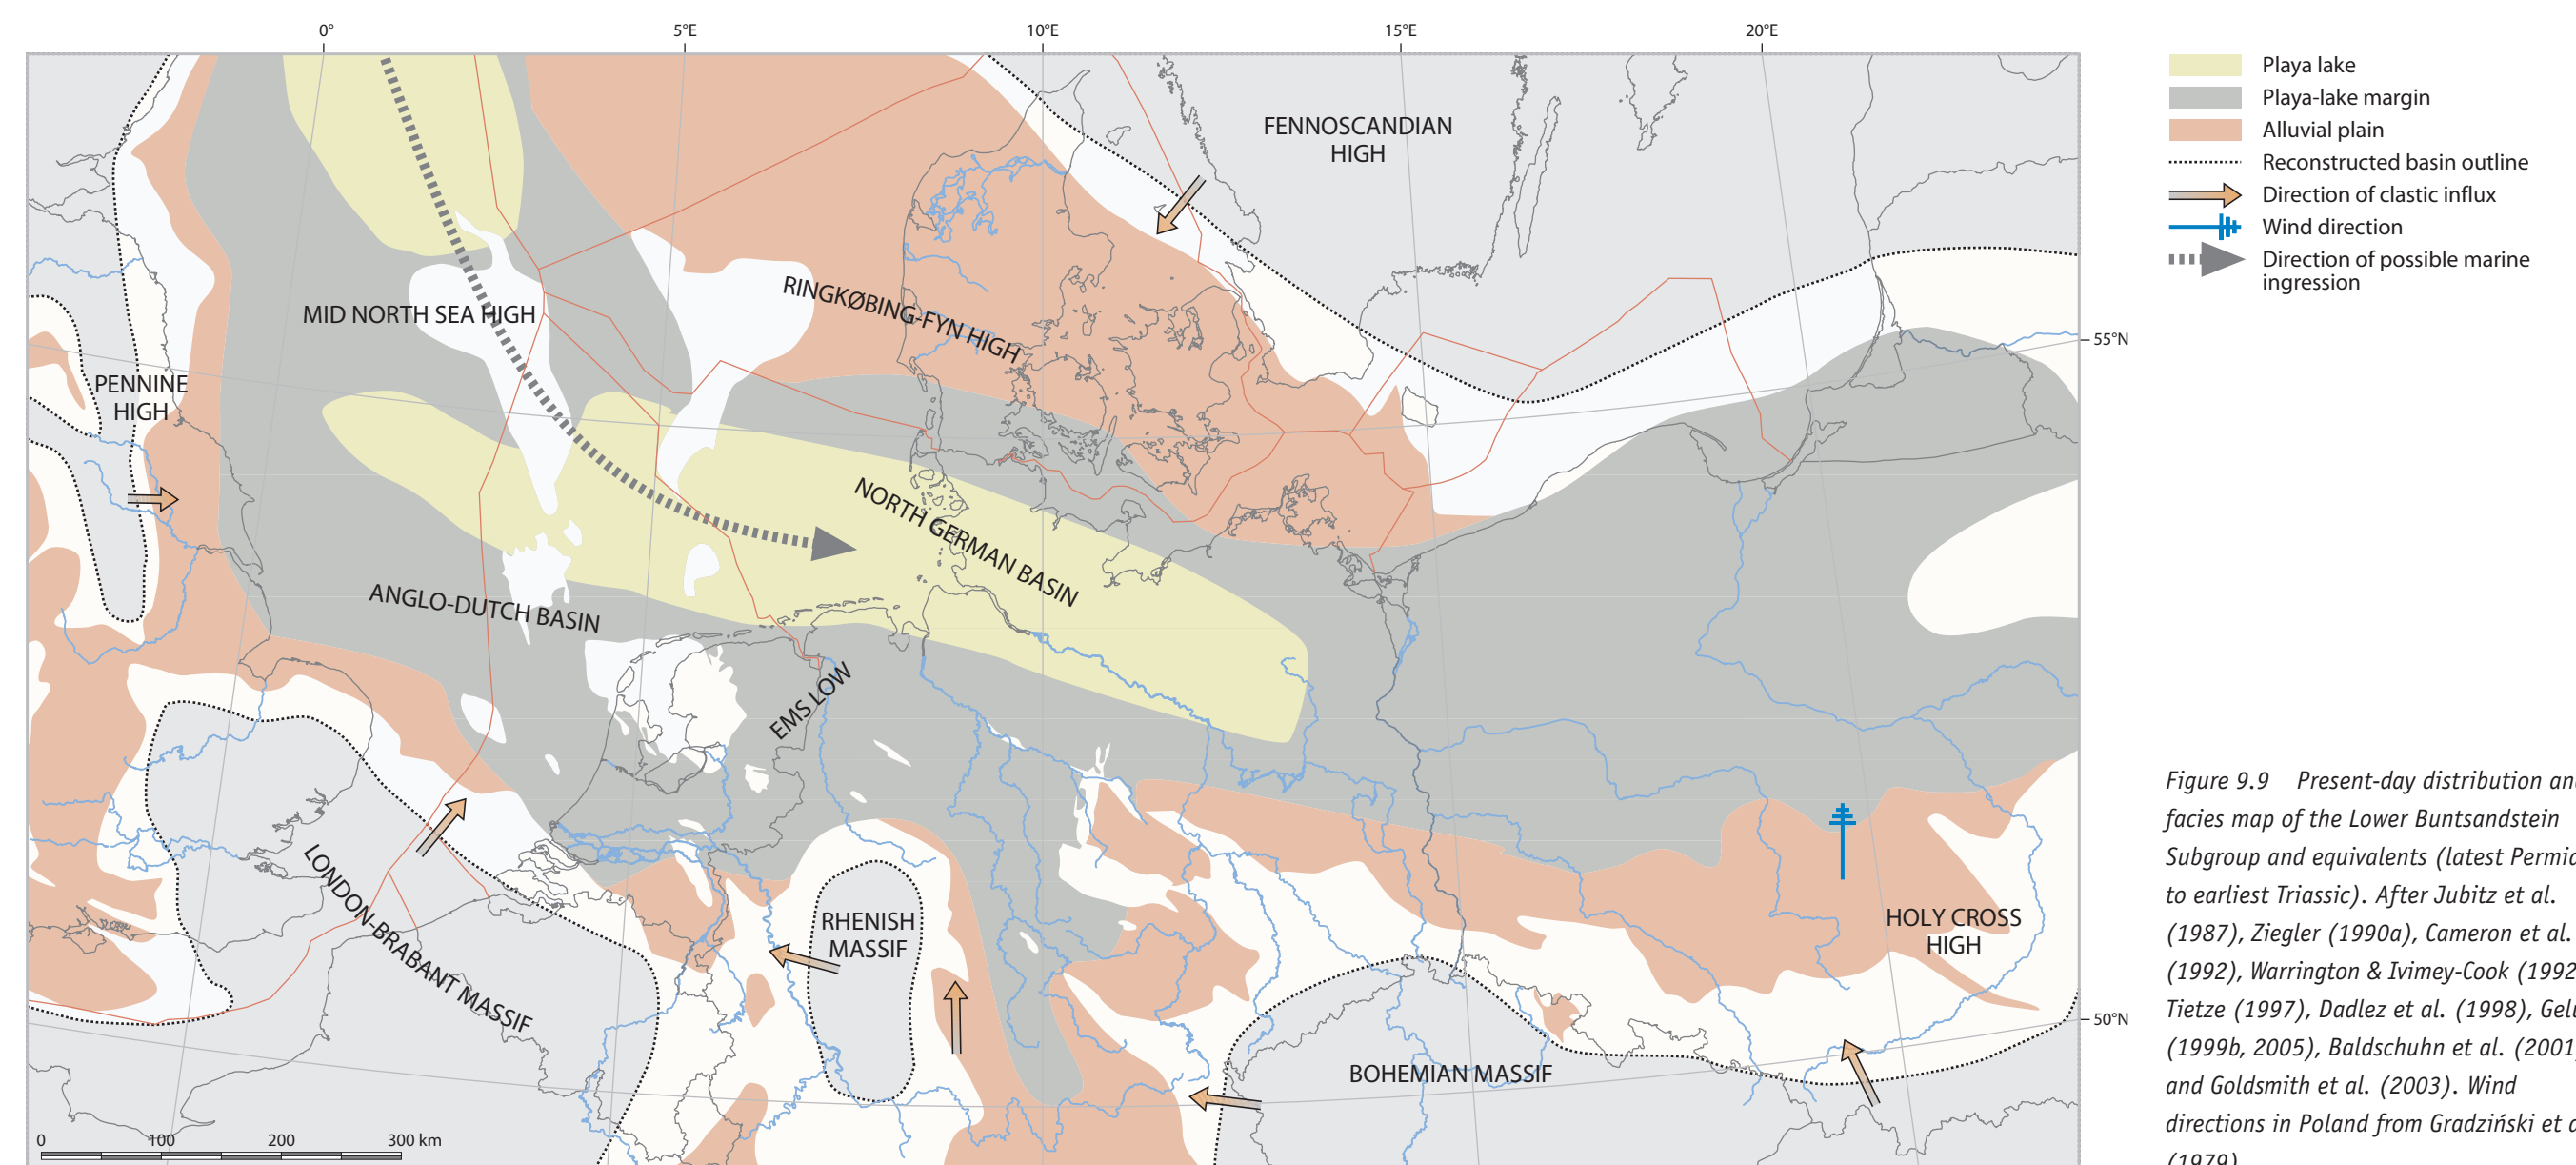 0° 5°E 10°E 15°E 20°E
Playa lake
Playa-lake margin
Alluvial plain
Reconstructed basin outline
Direction of clastic influx
Wind direction
Direction of possible marine
ingression
FENNOSCANDIAN
HIGH
RINGKØBING-FYN HIGH
MID NORTH SEA HIGH
55°N
PENNINE
HIGH
NORTH GERMAN BASIN
ANGLO-DUTCH BASIN
EMS LOW
LONDON-BRABANT MASSIF
RHENISH
MASSIF
HOLY CROSS
HIGH
50°N
BOHEMIAN MASSIF
0 100 200 300 km
Figure 9.9 Present-day distribution
facies map of the Lower Buntsandstein
Subgroup and equivalents (latest
to earliest Triassic). After Jubitz et al.
(1987), Ziegler (1990a), Cameron et al.
(1992), Warrington & Ivimey-Cook (1992
Tietze (1997), Dadlez et al. (1998),
(1999b, 2005), Baldschuhn et al. (2001
and Goldsmith et al. (2003). Wind
directions in Poland from Gradziński et
(1979)